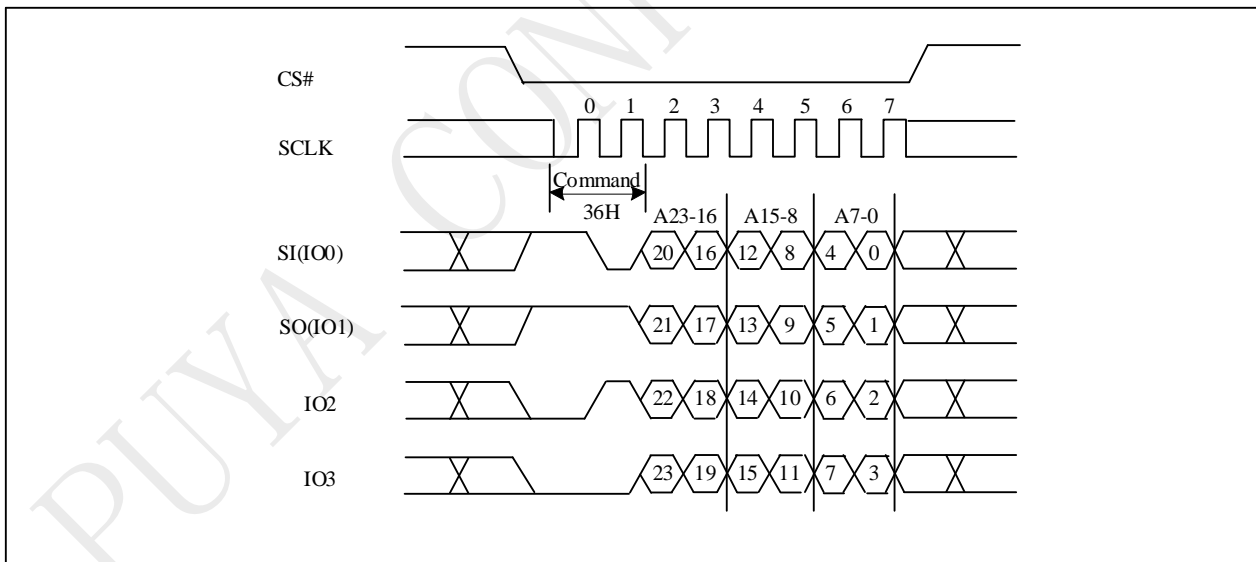 PUYA CONF
CS#
0 1 2 3 4 5 6 7
SCLK
Command
36H
A23-16 A15-8 A7-0
SI(IO0) 20 16 12 8 4 0
SO(IO1) 21 17 13 9 5 1
IO2 22 18 14 10 6 2
IO3 23 19 15 11 7 3